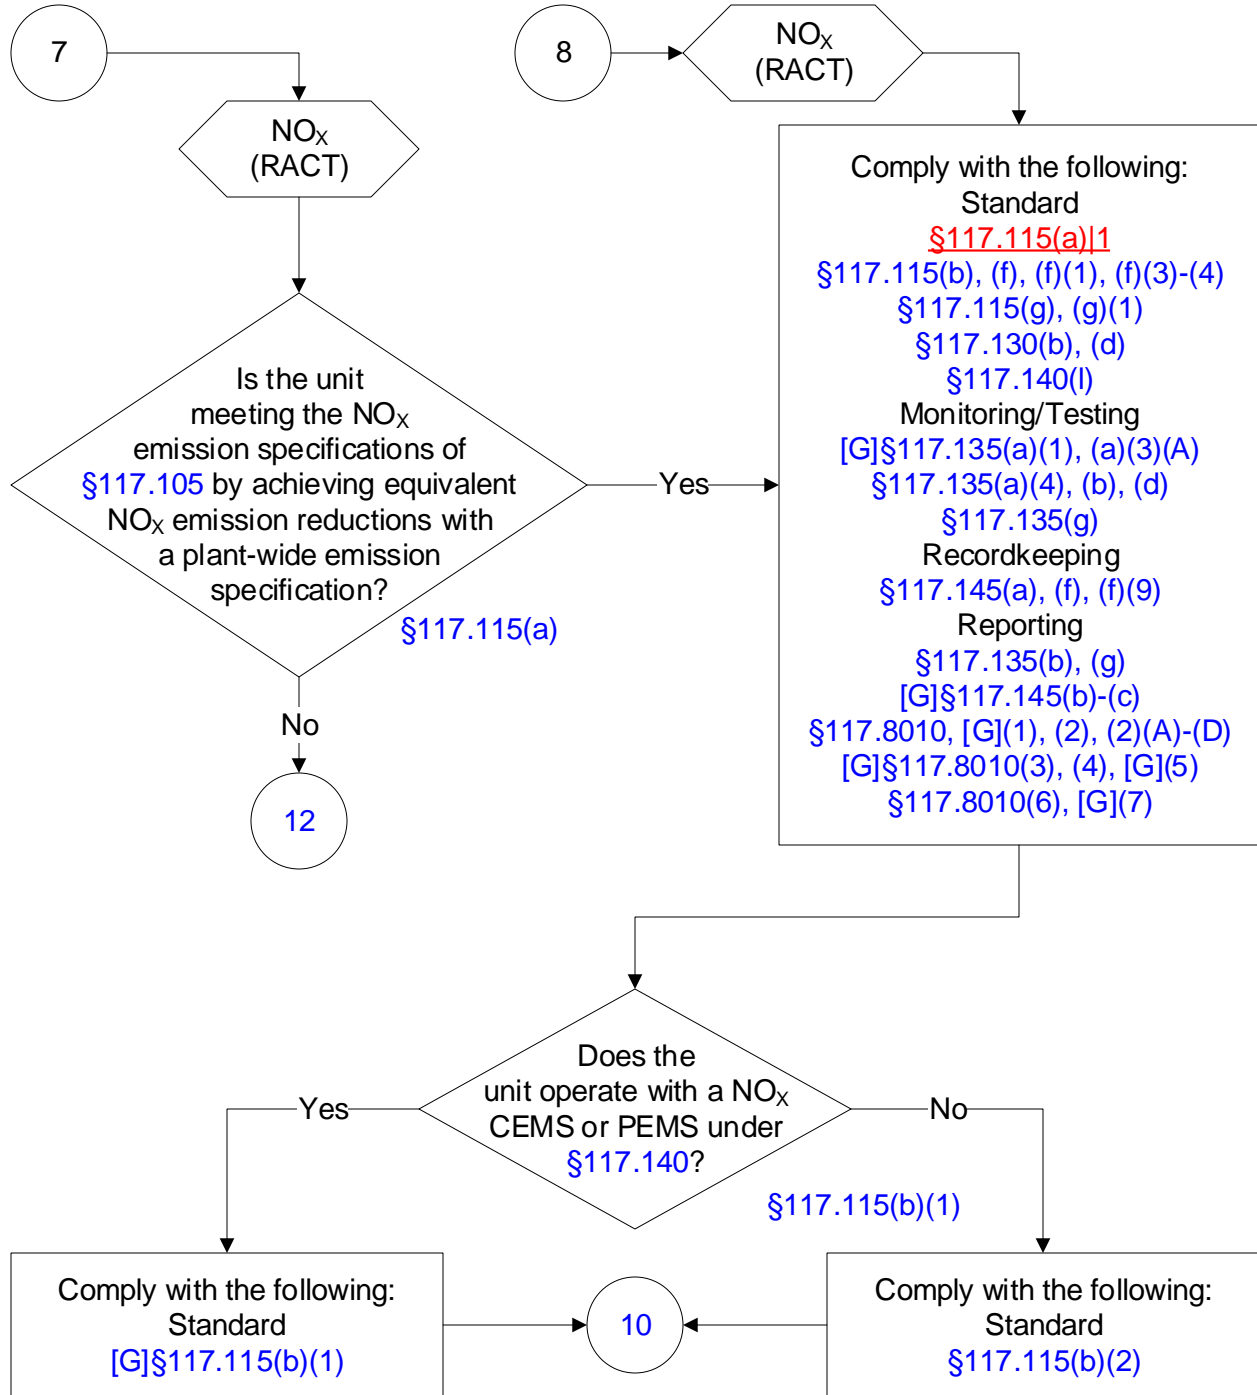 7
NOX
(RACT)
8
NOX
(RACT)
Is the unit
meeting the NOX
emission specifications of
§117.105 by achieving equivalent
NOX emission reductions with
a plant-wide emission
specification?
§117.115(a)
Yes
No
12
Comply with the following:
Standard
§117.115(a)|1
§117.115(b), (f), (f)(1), (f)(3)-(4)
§117.115(g), (g)(1)
§117.130(b), (d)
§117.140(l)
Monitoring/Testing
[G]§117.135(a)(1), (a)(3)(A)
§117.135(a)(4), (b), (d)
§117.135(g)
Recordkeeping
§117.145(a), (f), (f)(9)
Reporting
§117.135(b), (g)
[G]§117.145(b)-(c)
§117.8010, [G](1), (2), (2)(A)-(D)
[G]§117.8010(3), (4), [G](5)
§117.8010(6), [G](7)
Does the
unit operate with a NOX
CEMS or PEMS under
§117.140?
§117.115(b)(1)
Yes
No
Comply with the following:
Standard
[G]§117.115(b)(1)
10
Comply with the following:
Standard
§117.115(b)(2)